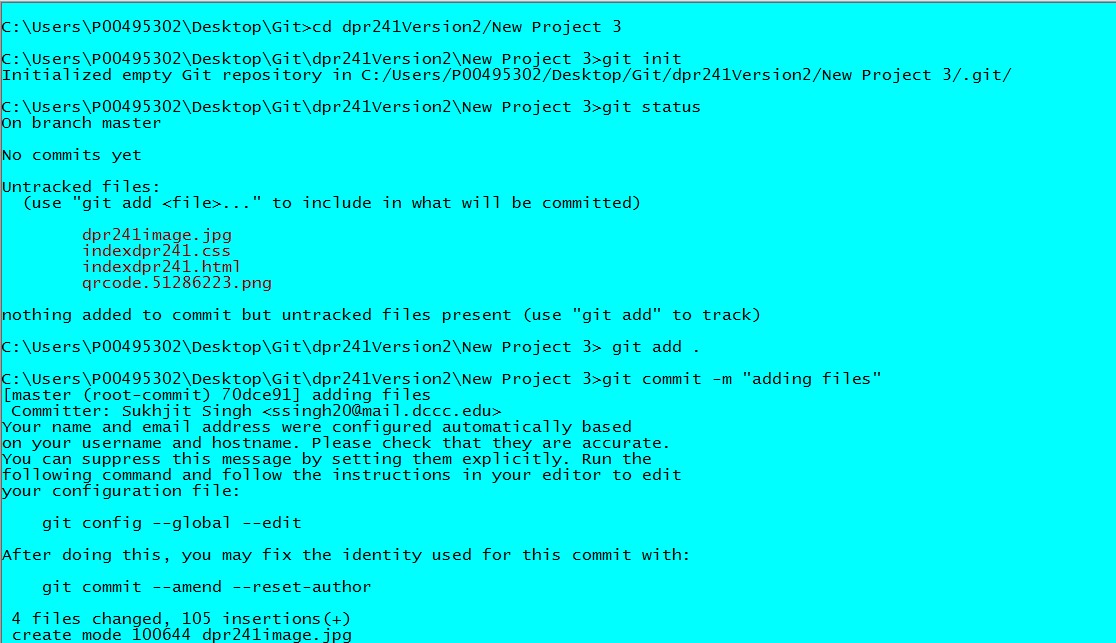 C:\Users\P00495302\Desktop\Git>cd dpr241Version2/New Project 3
C:\Users\P00495302\Desktop\Git\dpr241Version2\New Project 3>git init
Initialized empty Git repository in C:/Users/P00495302/Desktop/Git/dpr241Version2/New Project 3/.git/
C:\Users\P00495302\Desktop\Git\dpr241Version2\New Project 3>git status
On branch master
No commits yet
Untracked files:
  (use "git add <file>..." to include in what will be committed)
        dpr241image.jpg
        indexdpr241.css
        indexdpr241.html
        qrcode.51286223.png
nothing added to commit but untracked files present (use "git add" to track)
C:\Users\P00495302\Desktop\Git\dpr241Version2\New Project 3> git add .
C:\Users\P00495302\Desktop\Git\dpr241Version2\New Project 3>git commit -m "adding files"
[master (root-commit) 70dce91] adding files
 Committer: Sukhjit Singh <ssingh20@mail.dccc.edu>
Your name and email address were configured automatically based
on your username and hostname. Please check that they are accurate.
You can suppress this message by setting them explicitly. Run the
following command and follow the instructions in your editor to edit
your configuration file:
    git config --global --edit
After doing this, you may fix the identity used for this commit with:
    git commit --amend --reset-author
 4 files changed, 105 insertions(+)
 create mode 100644 dpr241image.jpg